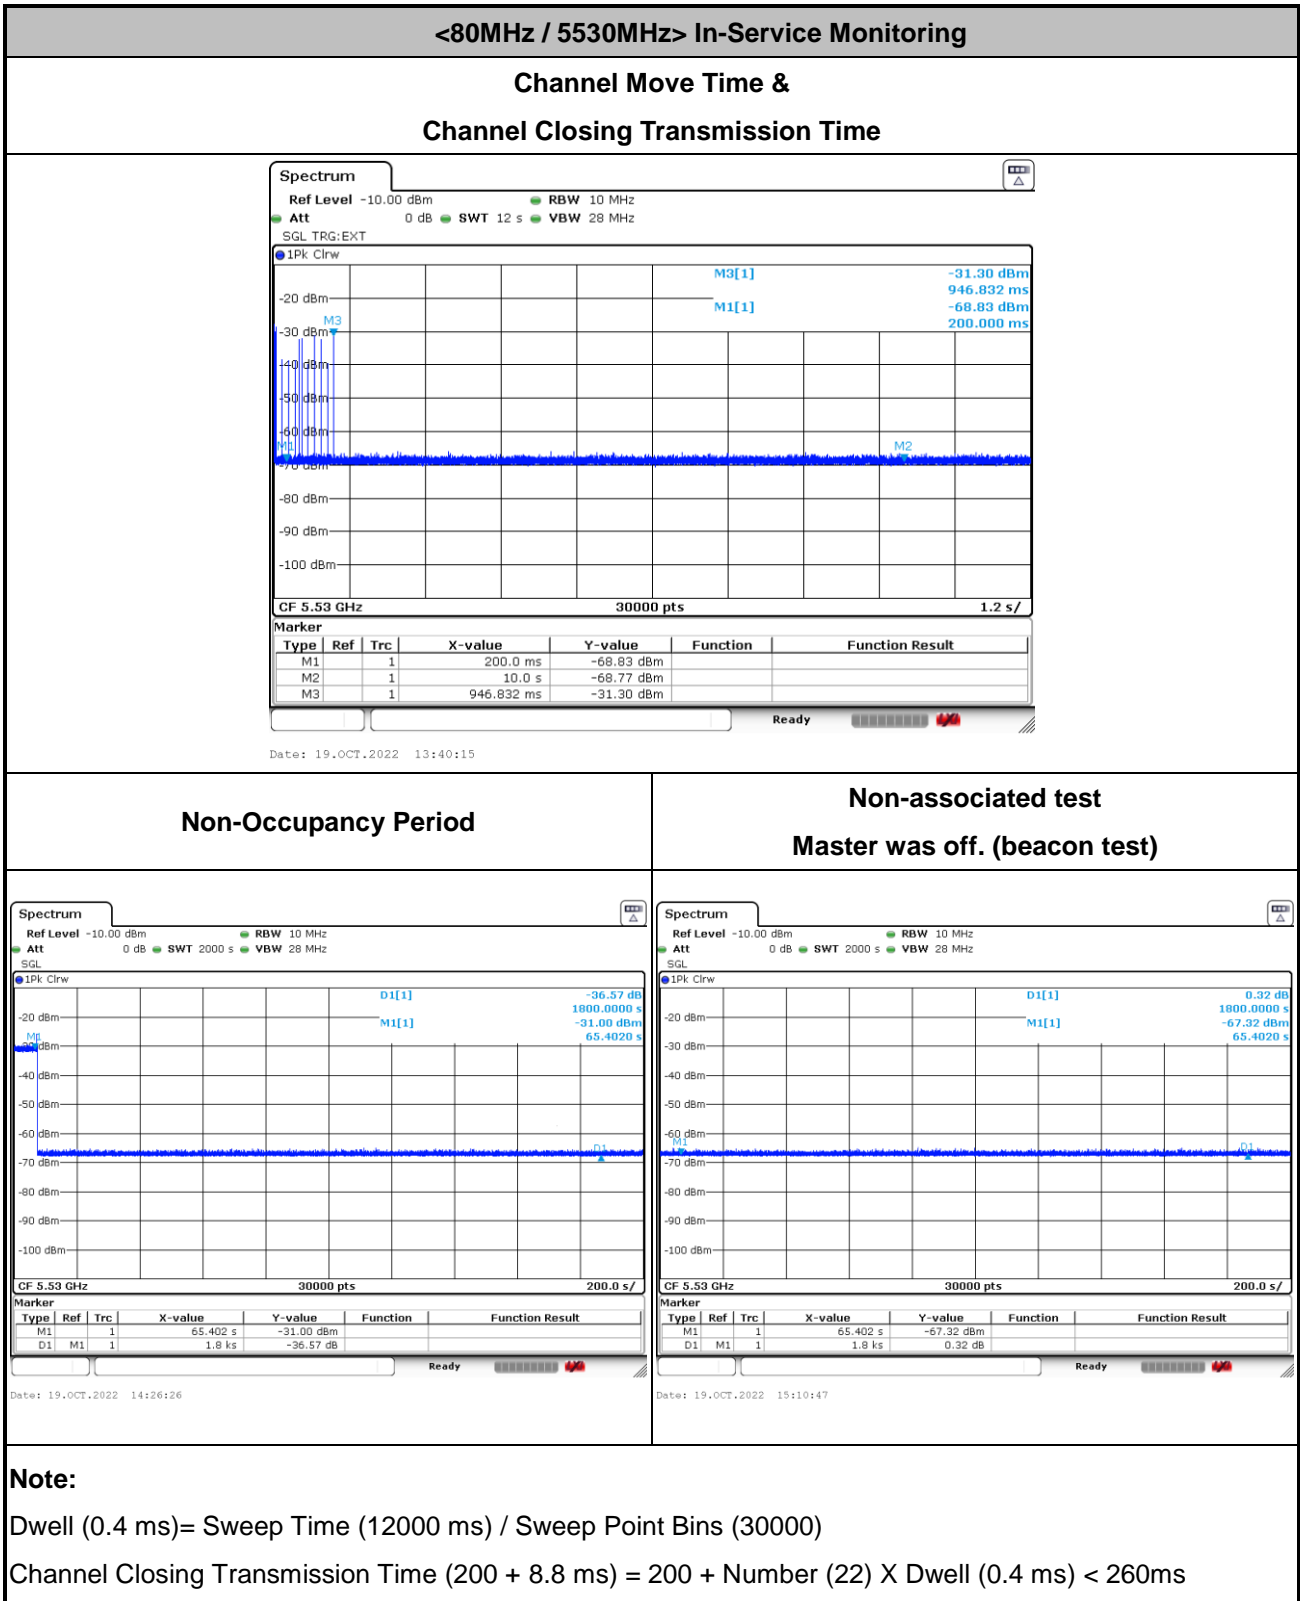 <80MHz / 5530MHz> In-Service Monitoring
Channel Move Time &
Channel Closing Transmission Time
Spectrum
Ref Level -10.00 dBm RBW 10 MHz
Att 0 dB SWT 12 s VBW 28 MHz
SGL TRG:EXT
1Pk Clrw
M3[1] -31.30 dBm
946.832 ms
-20 dBm
M1[1] -68.83 dBm
200.000 ms
M3
-30 dBm
-40 dBm
-50 dBm
-60 dBm
M1 M2
-70 dBm
-80 dBm
-90 dBm
-100 dBm
CF 5.53 GHz 30000 pts 1.2 s/
Marker
Type Ref Trc X-value Y-value Function Function Result
M1 1 200.0 ms -68.83 dBm
M2 1 10.0 s -68.77 dBm
M3 1 946.832 ms -31.30 dBm
Ready
Date: 19.OCT.2022 13:40:15
Non-Occupancy Period
Non-associated test
Master was off. (beacon test)
Spectrum
Ref Level -10.00 dBm RBW 10 MHz
Att 0 dB SWT 2000 s VBW 28 MHz
SGL
1Pk Clrw
D1[1] -36.57 dB
1800.0000 s
-20 dBm
M1[1] -31.00 dBm
65.4020 s
M1
-30 dBm
-40 dBm
-50 dBm
-60 dBm
D1
-70 dBm
-80 dBm
-90 dBm
-100 dBm
CF 5.53 GHz 30000 pts 200.0 s/
Marker
Type Ref Trc X-value Y-value Function Function Result
M1 1 65.402 s -31.00 dBm
D1 M1 1 1.8 ks -36.57 dB
Ready
Date: 19.OCT.2022 14:26:26
Spectrum
Ref Level -10.00 dBm RBW 10 MHz
Att 0 dB SWT 2000 s VBW 28 MHz
SGL
1Pk Clrw
D1[1] 0.32 dB
1800.0000 s
-20 dBm
M1[1] -67.32 dBm
65.4020 s
-30 dBm
-40 dBm
-50 dBm
-60 dBm
M1 D1
-70 dBm
-80 dBm
-90 dBm
-100 dBm
CF 5.53 GHz 30000 pts 200.0 s/
Marker
Type Ref Trc X-value Y-value Function Function Result
M1 1 65.402 s -67.32 dBm
D1 M1 1 1.8 ks 0.32 dB
Ready
Date: 19.OCT.2022 15:10:47
Note:
Dwell (0.4 ms)= Sweep Time (12000 ms) / Sweep Point Bins (30000)
Channel Closing Transmission Time (200 + 8.8 ms) = 200 + Number (22) X Dwell (0.4 ms) < 260ms